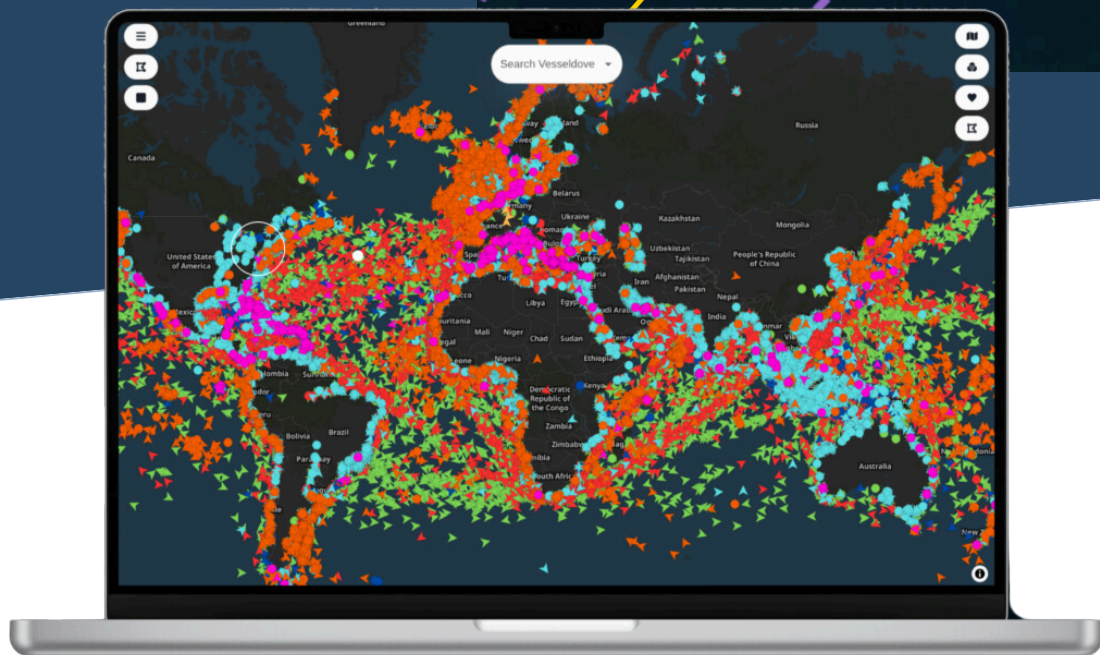 Greenland
Search Vesseldove
Russia
Canada
Belarus
Ukraine
Kazakhstan
Mongolia
United States
of America
Uzbekistan
Tajikistan
Turkey
People's Republic
of China
Afghanistan
Iran
Pakistan
Nepal
Libya
India
Mali
Niger
Chad
Sudan
Nigeria
Ethiopia
Kenya
Democratic
Republic of
the Congo
Zambia
Bolivia
Brazil
Australia